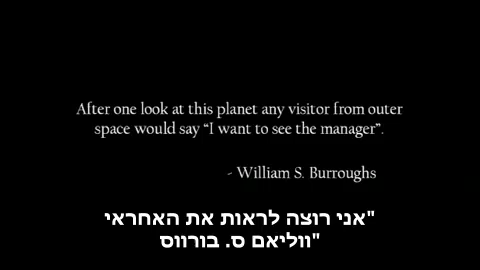 After one look at this planet any visitor from outer
space would say “I want to see the manager”.
- William S. Burroughs
"אני רוצה לראות את האחראי
"ווליאם ס. בורווס